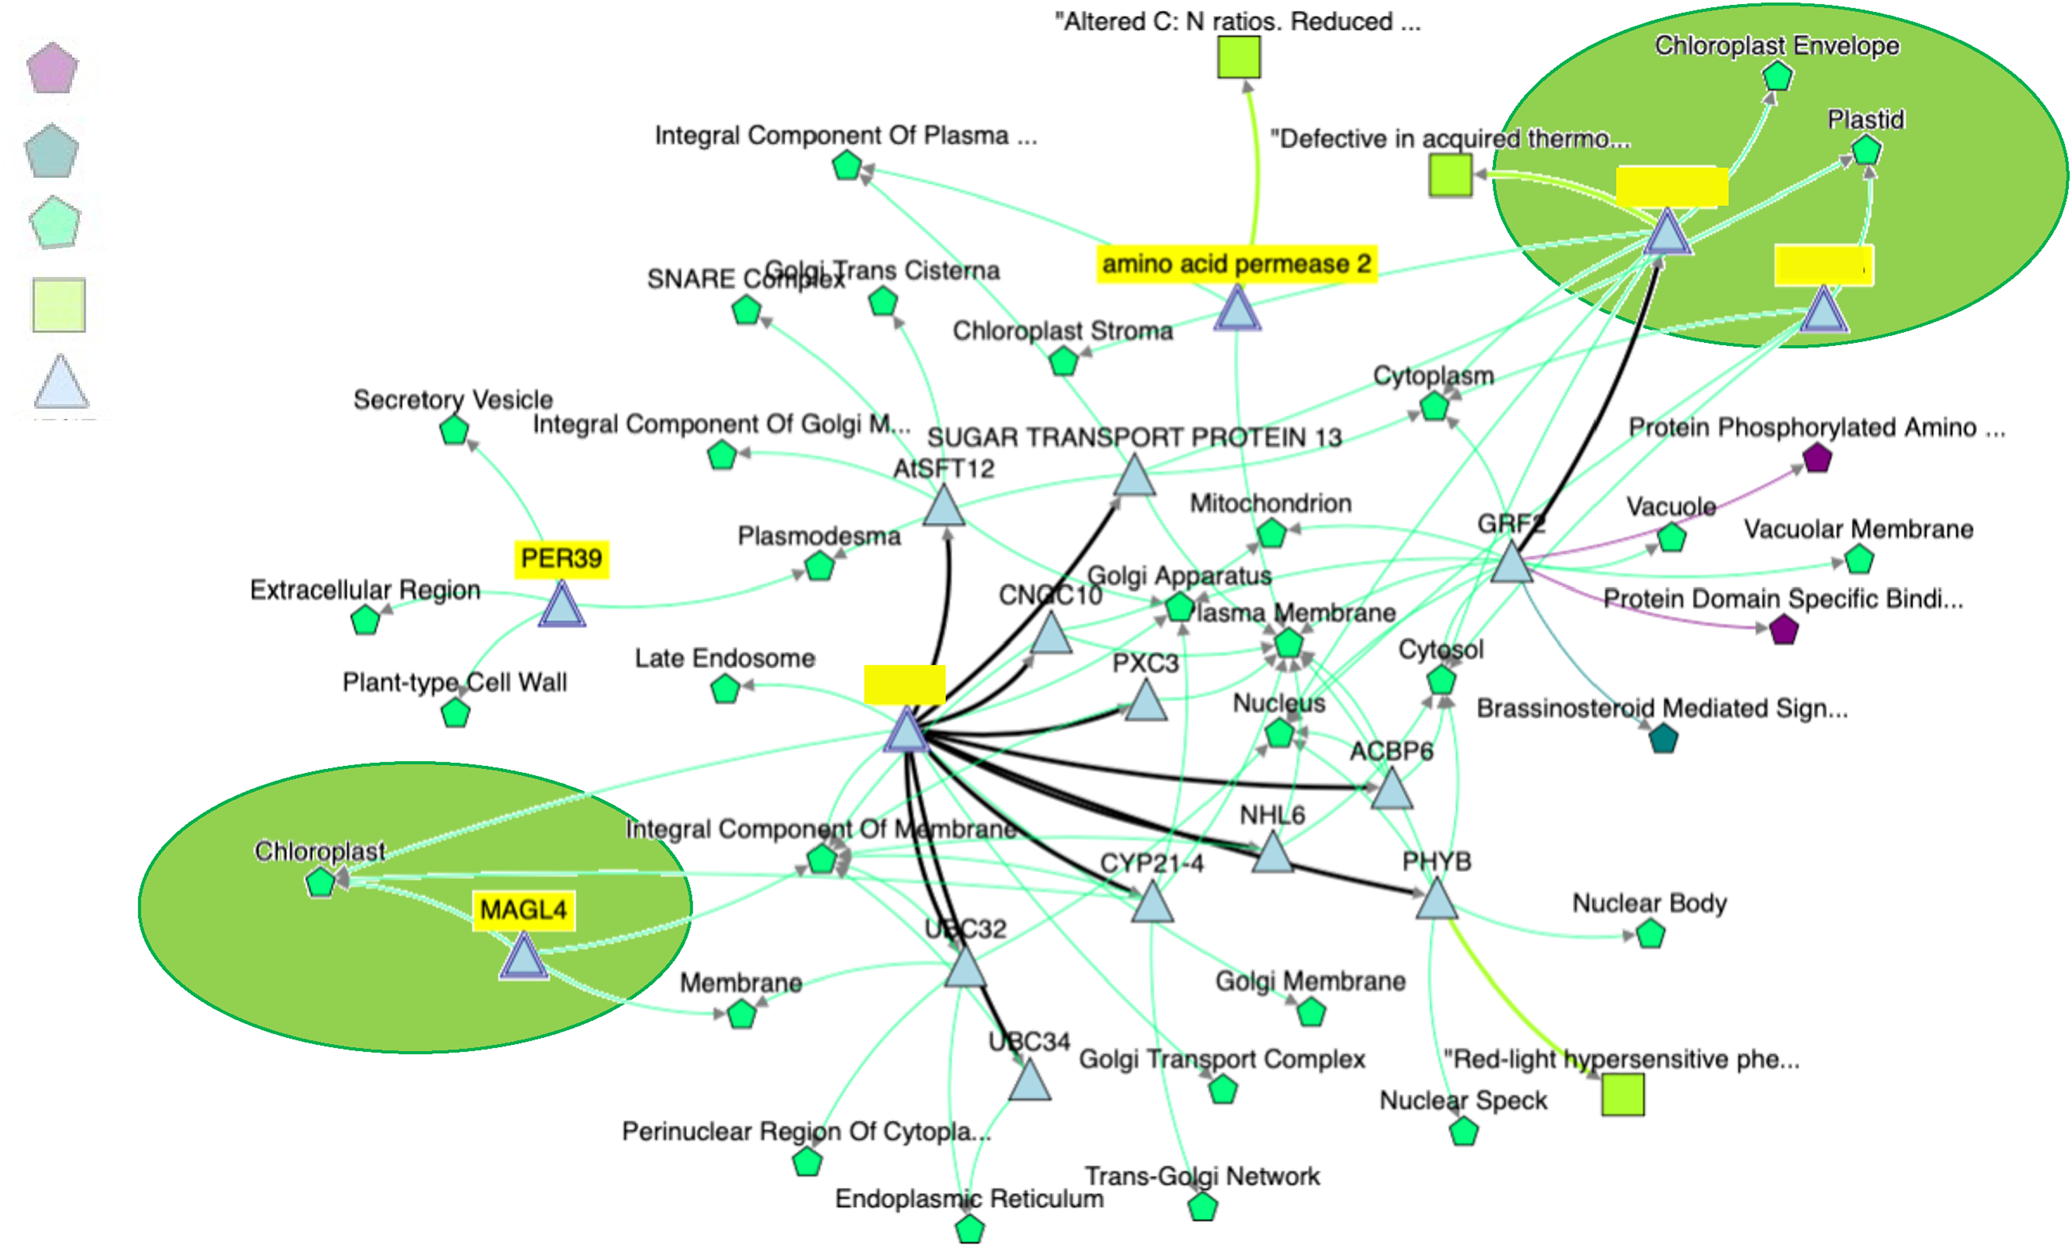 "Altered C: N ratios. Reduced ...
Chloroplast Envelope
Plastid
Integral Component Of Plasma ...
"Defective in acquired thermo...
amino acid permease 2
SNARE Complex
Golgi Trans Cisterna
Chloroplast Stroma
Cytoplasm
Secretory Vesicle
Integral Component Of Golgi M...
SUGAR TRANSPORT PROTEIN 13
Protein Phosphorylated Amino ...
AtSFT12
Mitochondrion
Vacuole
GRF2
Vacuolar Membrane
Plasmodesma
PER39
Golgi Apparatus
Extracellular Region
CNGC10
Plasma Membrane
Protein Domain Specific Bindi...
Late Endosome
PXC3
Cytosol
Plant-type Cell Wall
Nucleus
Brassinosteroid Mediated Sign...
ACBP6
Integral Component Of Membrane
NHL6
Chloroplast
CYP21-4
PHYB
MAGL4
Nuclear Body
UBC32
Membrane
Golgi Membrane
UBC34
Golgi Transport Complex
"Red-light hypersensitive phe...
Nuclear Speck
Perinuclear Region Of Cytopla...
Trans-Golgi Network
Endoplasmic Reticulum